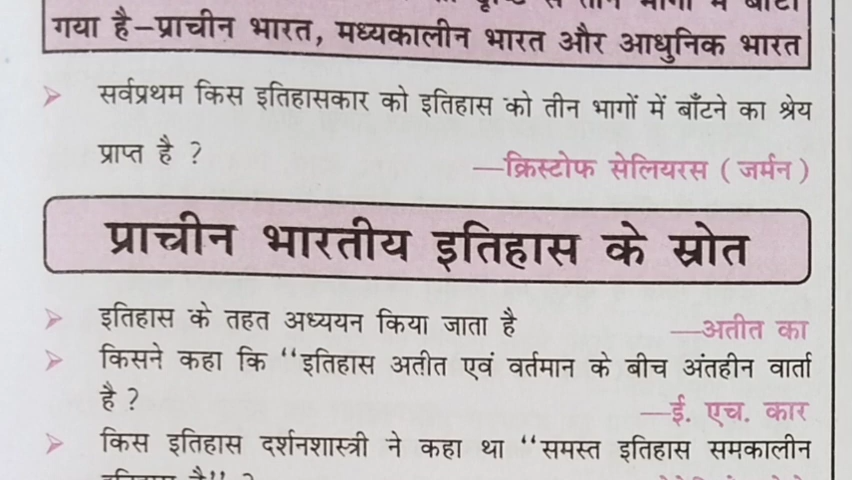 गया है–प्राचीन भारत, मध्यकालीन भारत और आधुनिक भारत
➢ सर्वप्रथम किस इतिहासकार को इतिहास को तीन भागों में बाँटने का श्रेय
प्राप्त है ? —क्रिस्टोफ सेलियरस ( जर्मन )
प्राचीन भारतीय इतिहास के स्रोत
➢ इतिहास के तहत अध्ययन किया जाता है —अतीत का
➢ किसने कहा कि ‘‘इतिहास अतीत एवं वर्तमान के बीच अंतहीन वार्ता
है ? —ई. एच. कार
➢ किस इतिहास दर्शनशास्त्री ने कहा था ‘‘समस्त इतिहास समकालीन